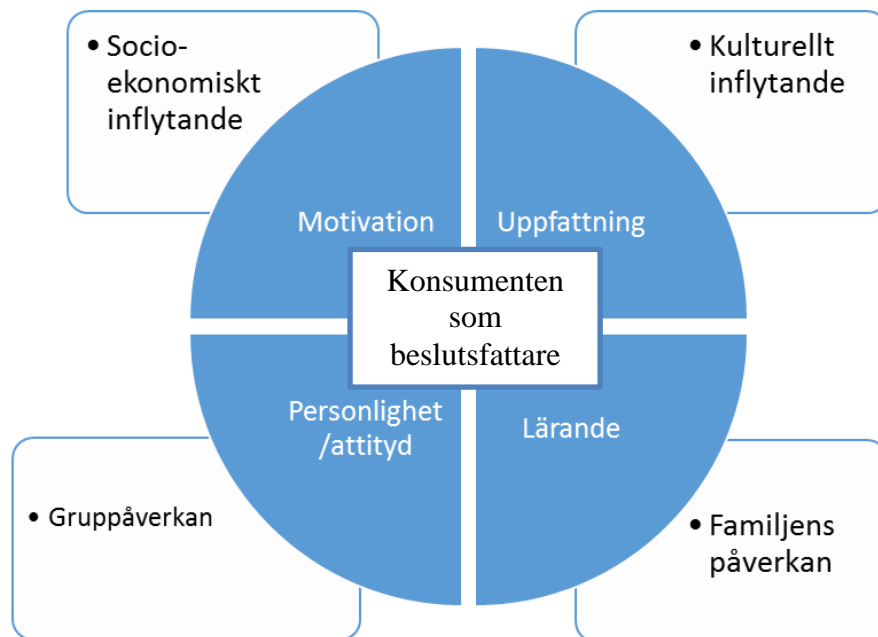 • Socio-
ekonomiskt
inflytande
• Kulturellt
inflytande
Motivation
Uppfattning
Konsumenten
som
beslutsfattare
Personlighet
/attityd
Lärande
• Gruppåverkan
• Familjens
påverkan